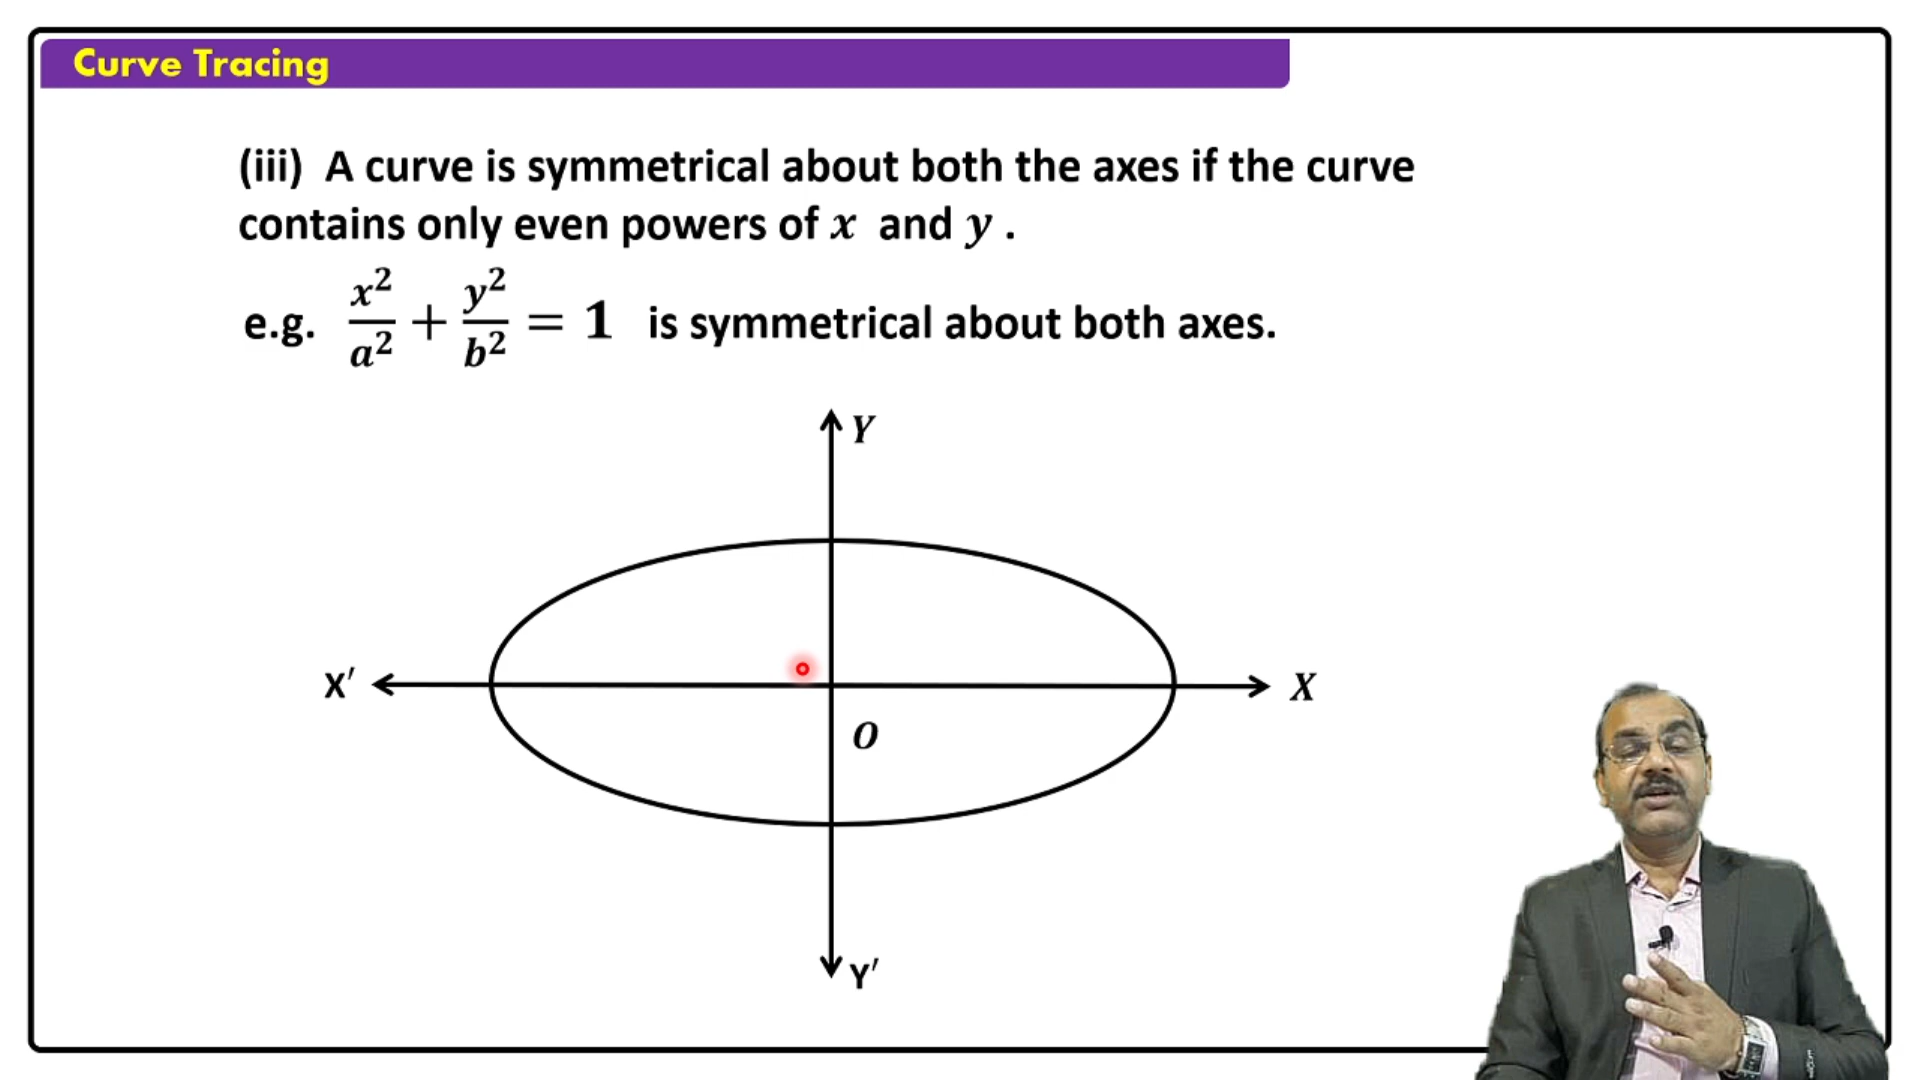 Curve Tracing
(iii) A curve is symmetrical about both the axes if the curve
contains only even powers of x and y .
e.g. x²/a² + y²/b² = 1 is symmetrical about both axes.
Y
X′ X
O
Y′